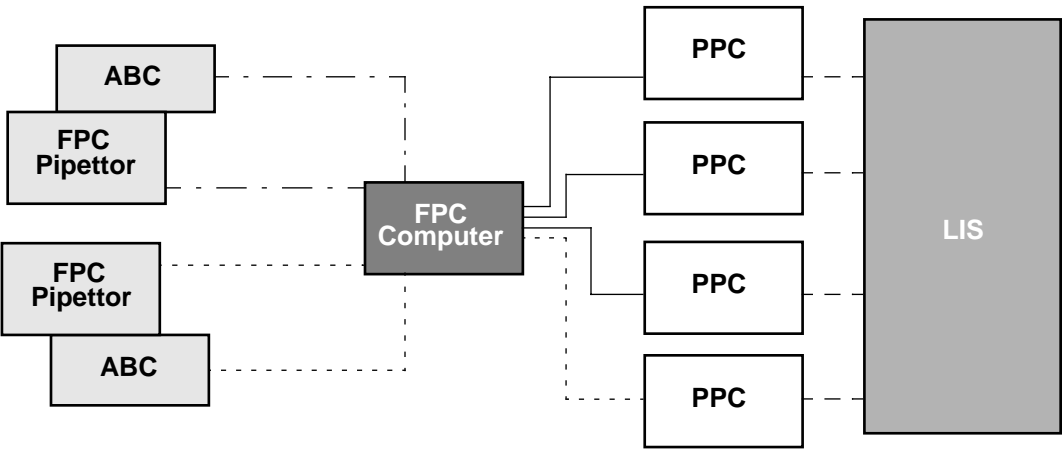 ABC
FPC
Pipettor
FPC
Pipettor
ABC
FPC
Computer
PPC
PPC
PPC
PPC
LIS